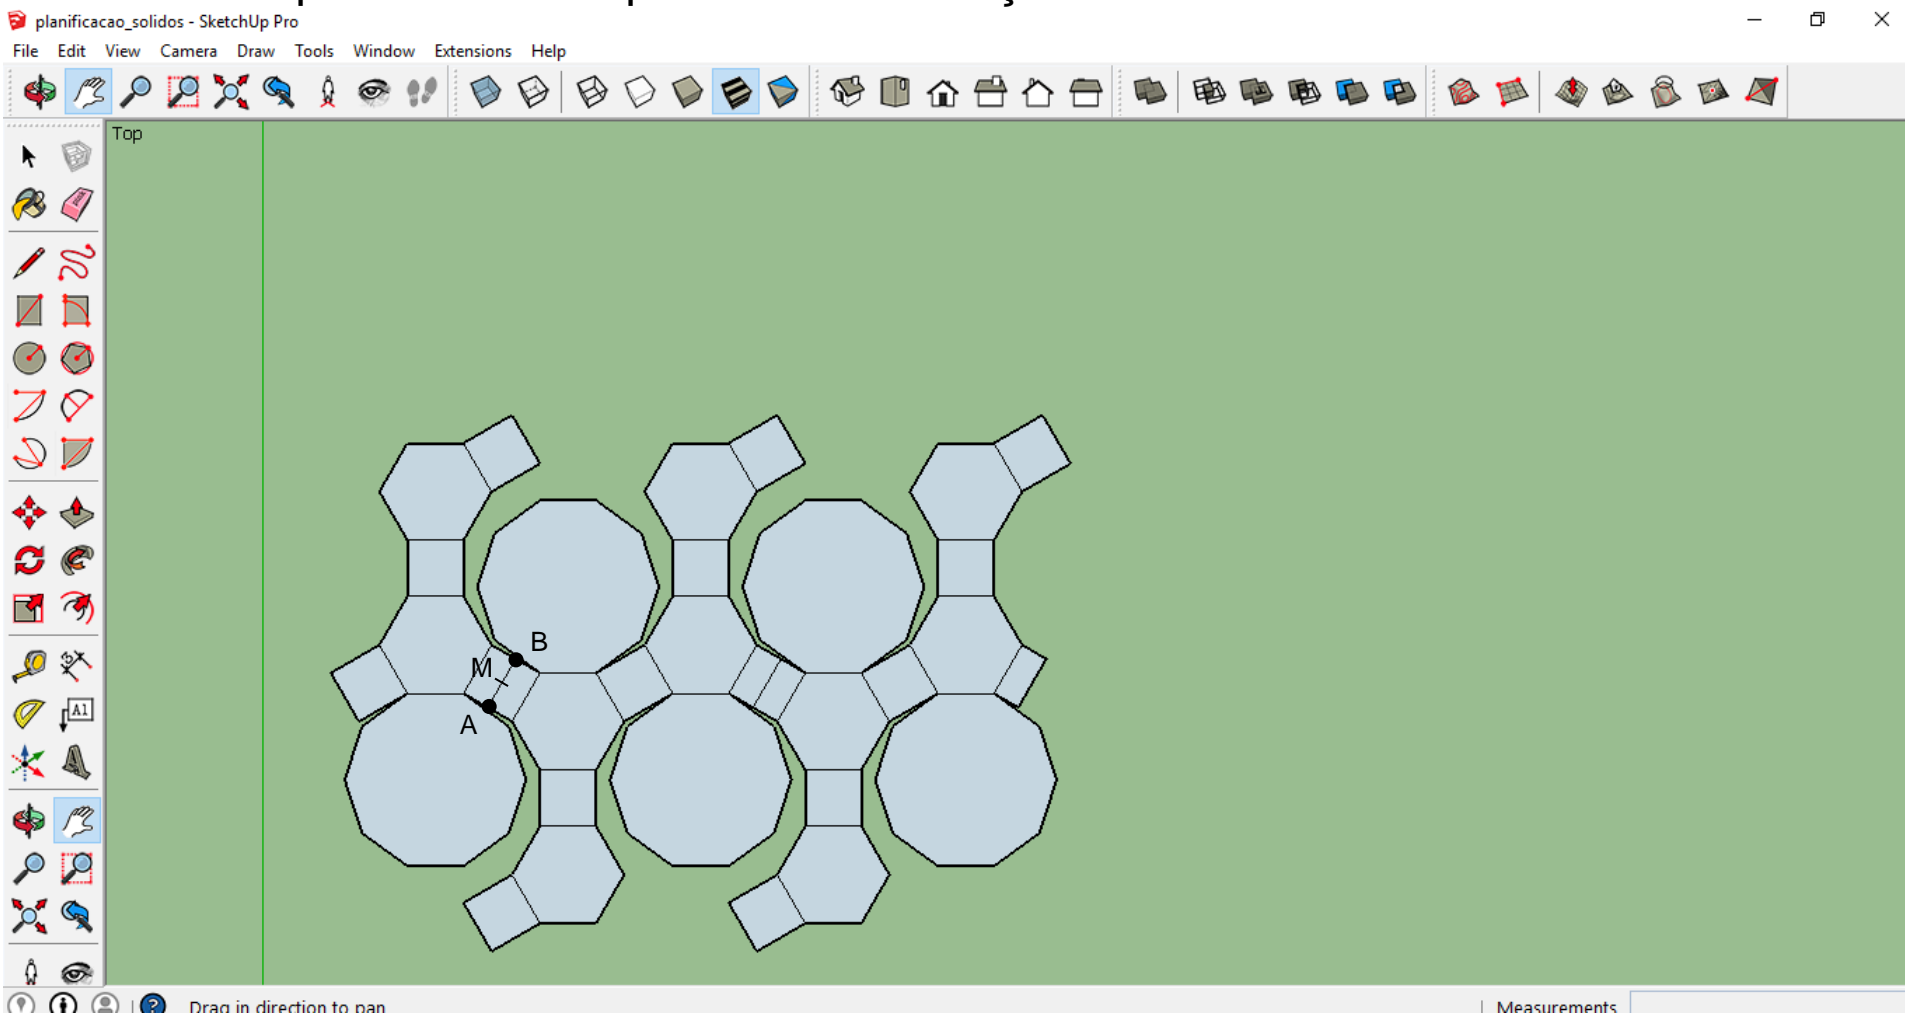 planificacao_solidos - SketchUp Pro
File Edit View Camera Draw Tools Window Extensions Help
Top
A1
B
M
A
Drag in direction to pan
Measurements